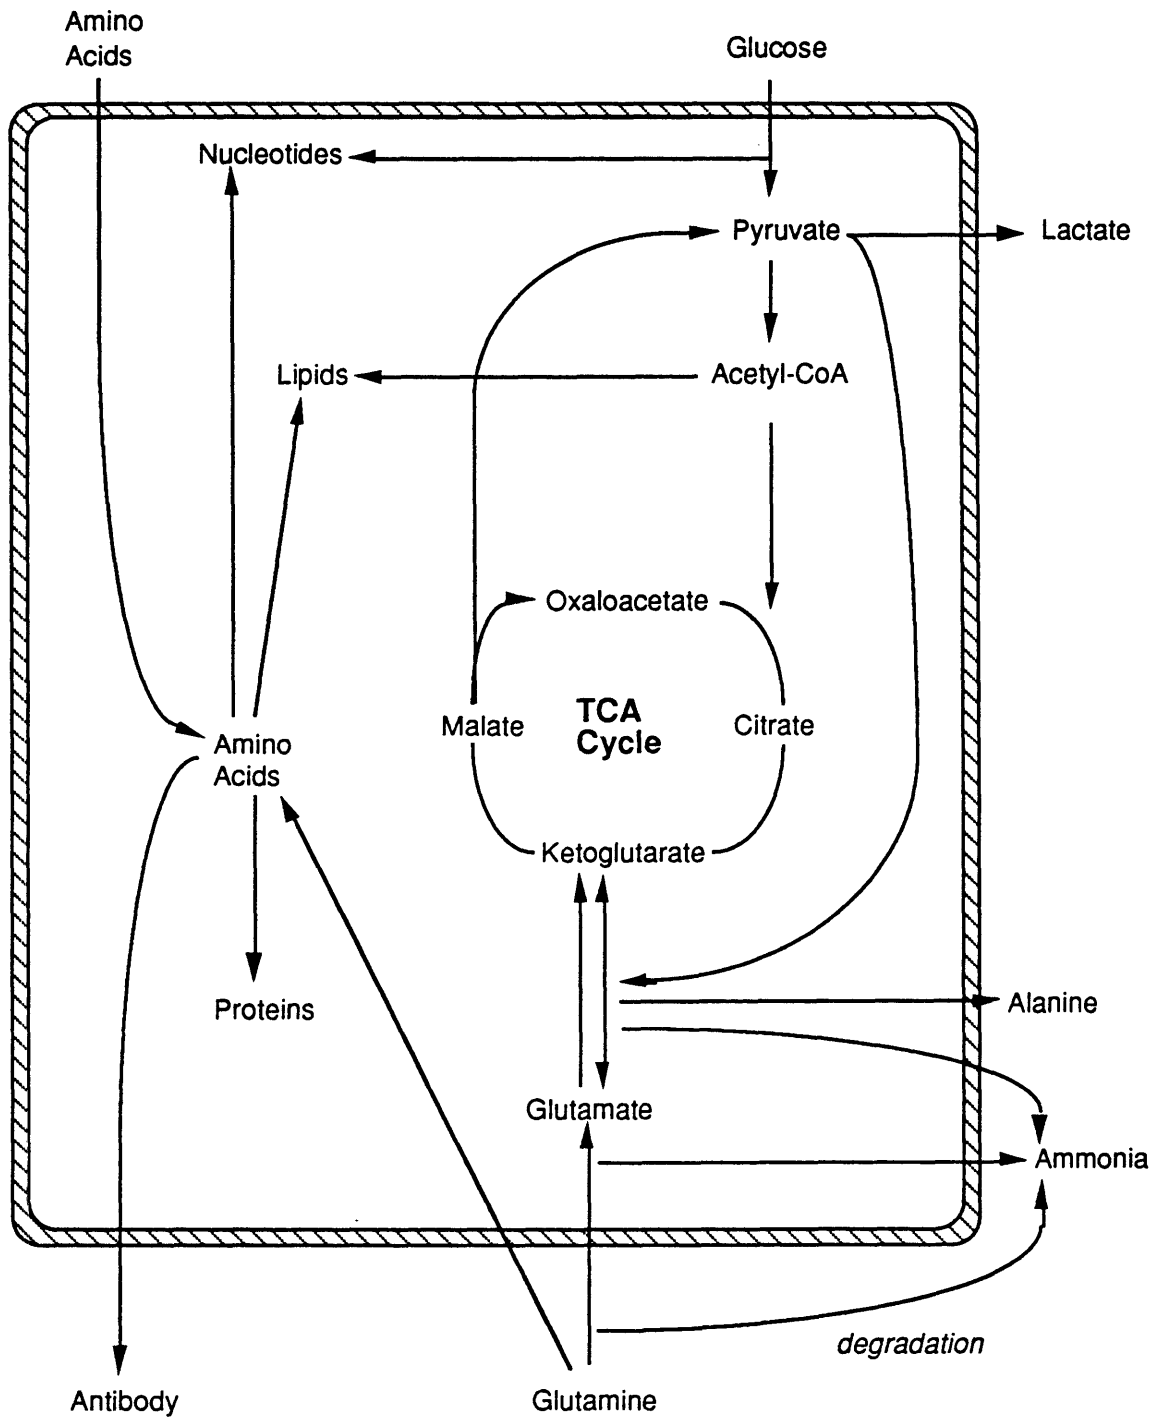 Amino
Acids
Glucose
Nucleotides
Pyruvate
Lactate
Lipids
Acetyl-CoA
Oxaloacetate
Malate
TCA
Cycle
Citrate
Amino
Acids
Ketoglutarate
Proteins
Alanine
Glutamate
Ammonia
degradation
Antibody
Glutamine